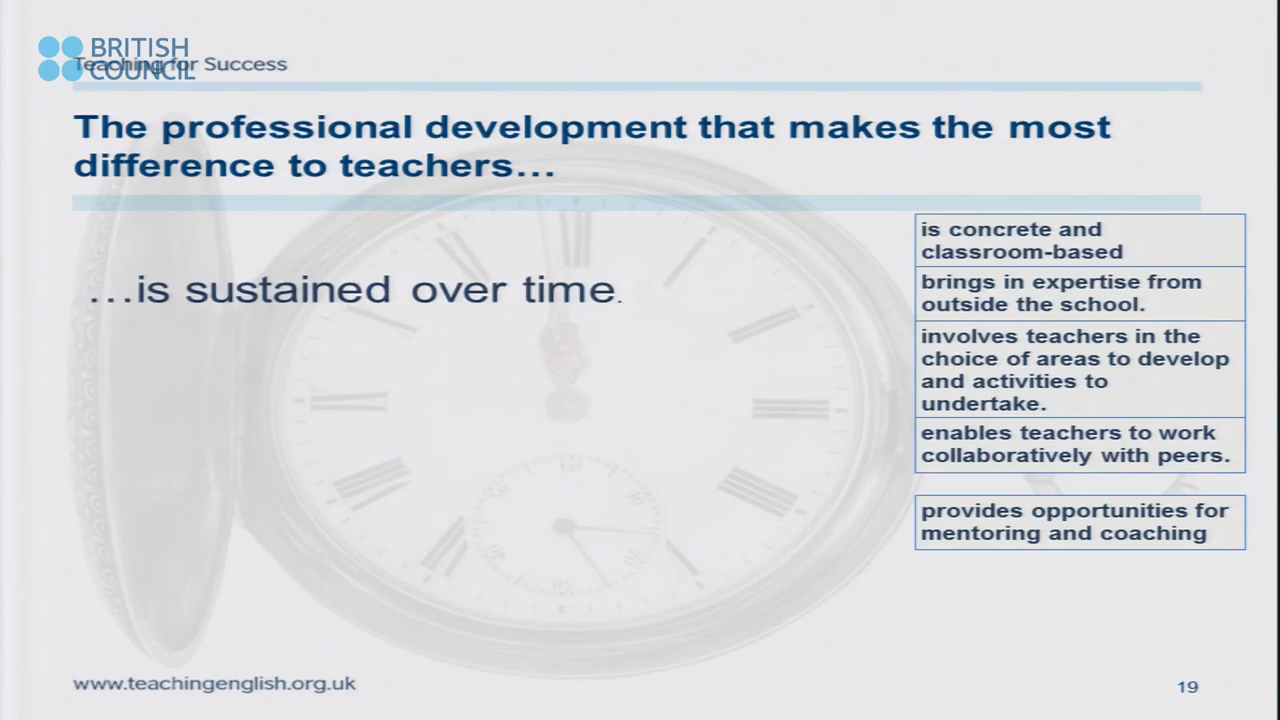 BRITISH
COUNCIL
Teaching for Success
The professional development that makes the most
difference to teachers…
…is sustained over time.
is concrete and
classroom-based
brings in expertise from
outside the school.
involves teachers in the
choice of areas to develop
and activities to
undertake.
enables teachers to work
collaboratively with peers.
provides opportunities for
mentoring and coaching
www.teachingenglish.org.uk
19